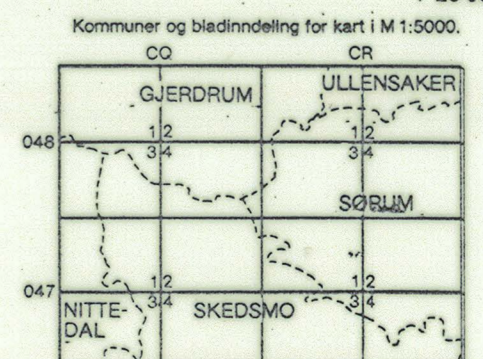 Kommuner og bladinndeling for kart i M 1:5000.
CQ CR
GJERDRUM ULLENSAKER
1 2 1 2
048
3 4 3 4
SØRUM
1 2 1 2
047
3 4 3 4
NITTE-
DAL
SKEDSMO